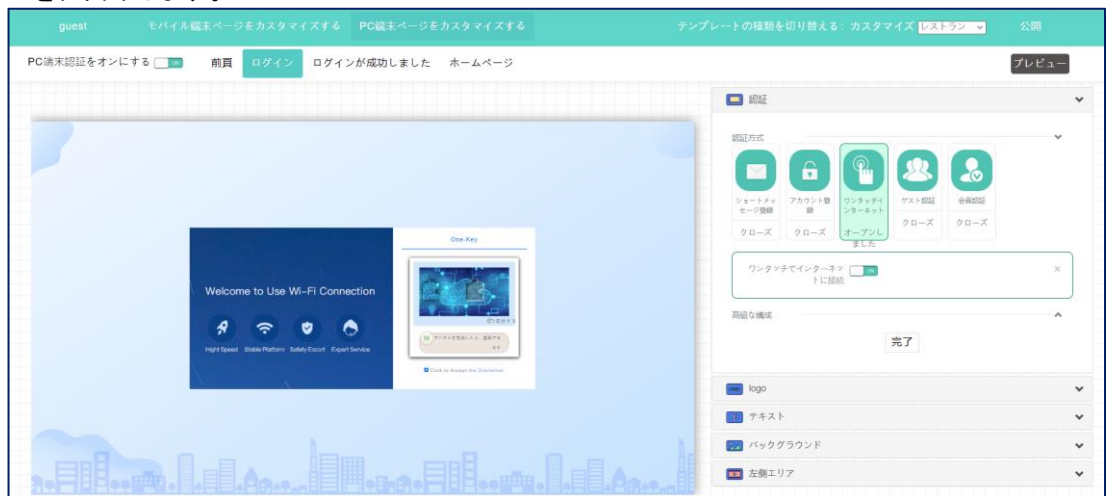 guest モバイル端末ページをカスタマイズする PC端末ページをカスタマイズする テンプレートの種類を切り替える: カスタマイズ レストラン 公開
PC端末認証をオンにする ON 前頁 ログイン ログインが成功しました ホームページ プレビュー
認証
認証方式
ショートメッセージ登録
アカウント登録
ワンタッチインターネット
ゲスト認証
会員認証
クローズ クローズ オープンしました クローズ クローズ
ワンタッチでインターネットに接続 ON
高級な構成
完了
logo
テキスト
バックグラウンド
左側エリア
One-Key
Welcome to Use Wi-Fi Connection
Hight Speed Stable Platform Safety Escort Expert Service
Click to Accept the Disclaimer